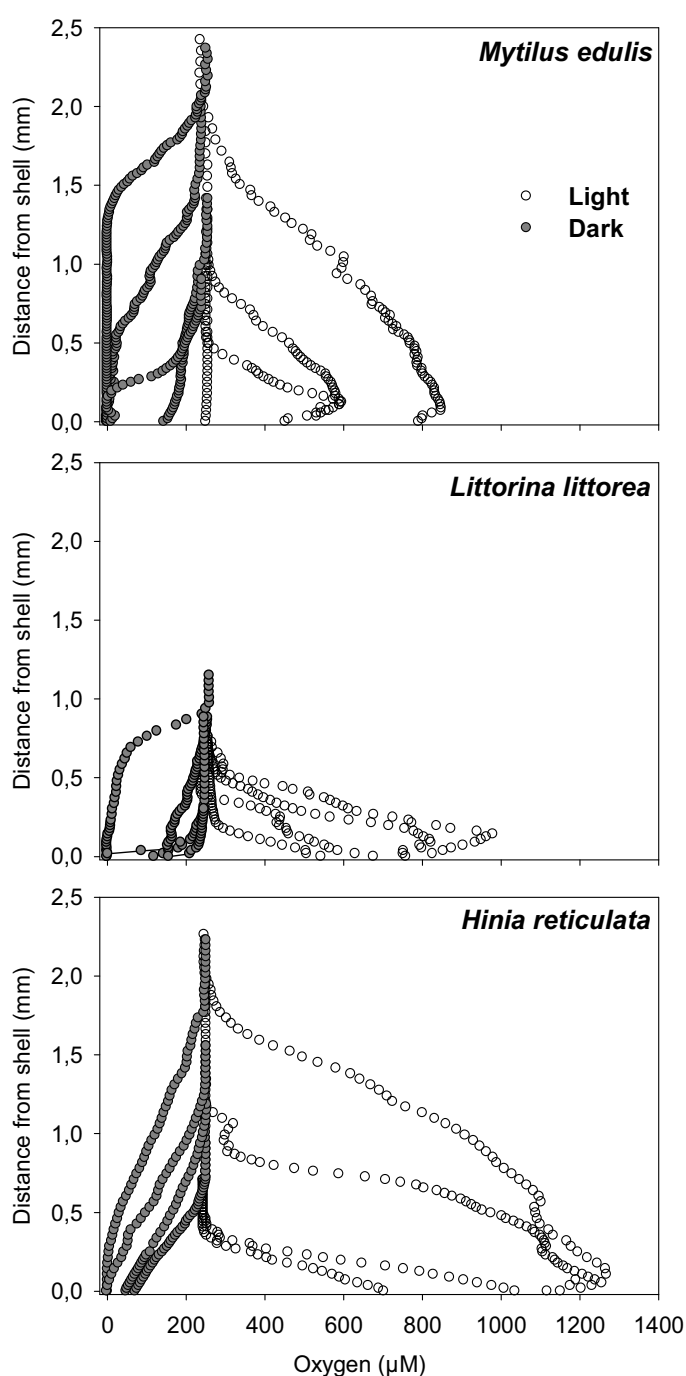 Mytilus edulis
Distance from shell (mm)
2,5
2,0
1,5
1,0
0,5
0,0
Light
Dark
Littorina littorea
Distance from shell (mm)
2,5
2,0
1,5
1,0
0,5
0,0
Hinia reticulata
Distance from shell (mm)
2,5
2,0
1,5
1,0
0,5
0,0
0 200 400 600 800 1000 1200 1400
Oxygen (µM)